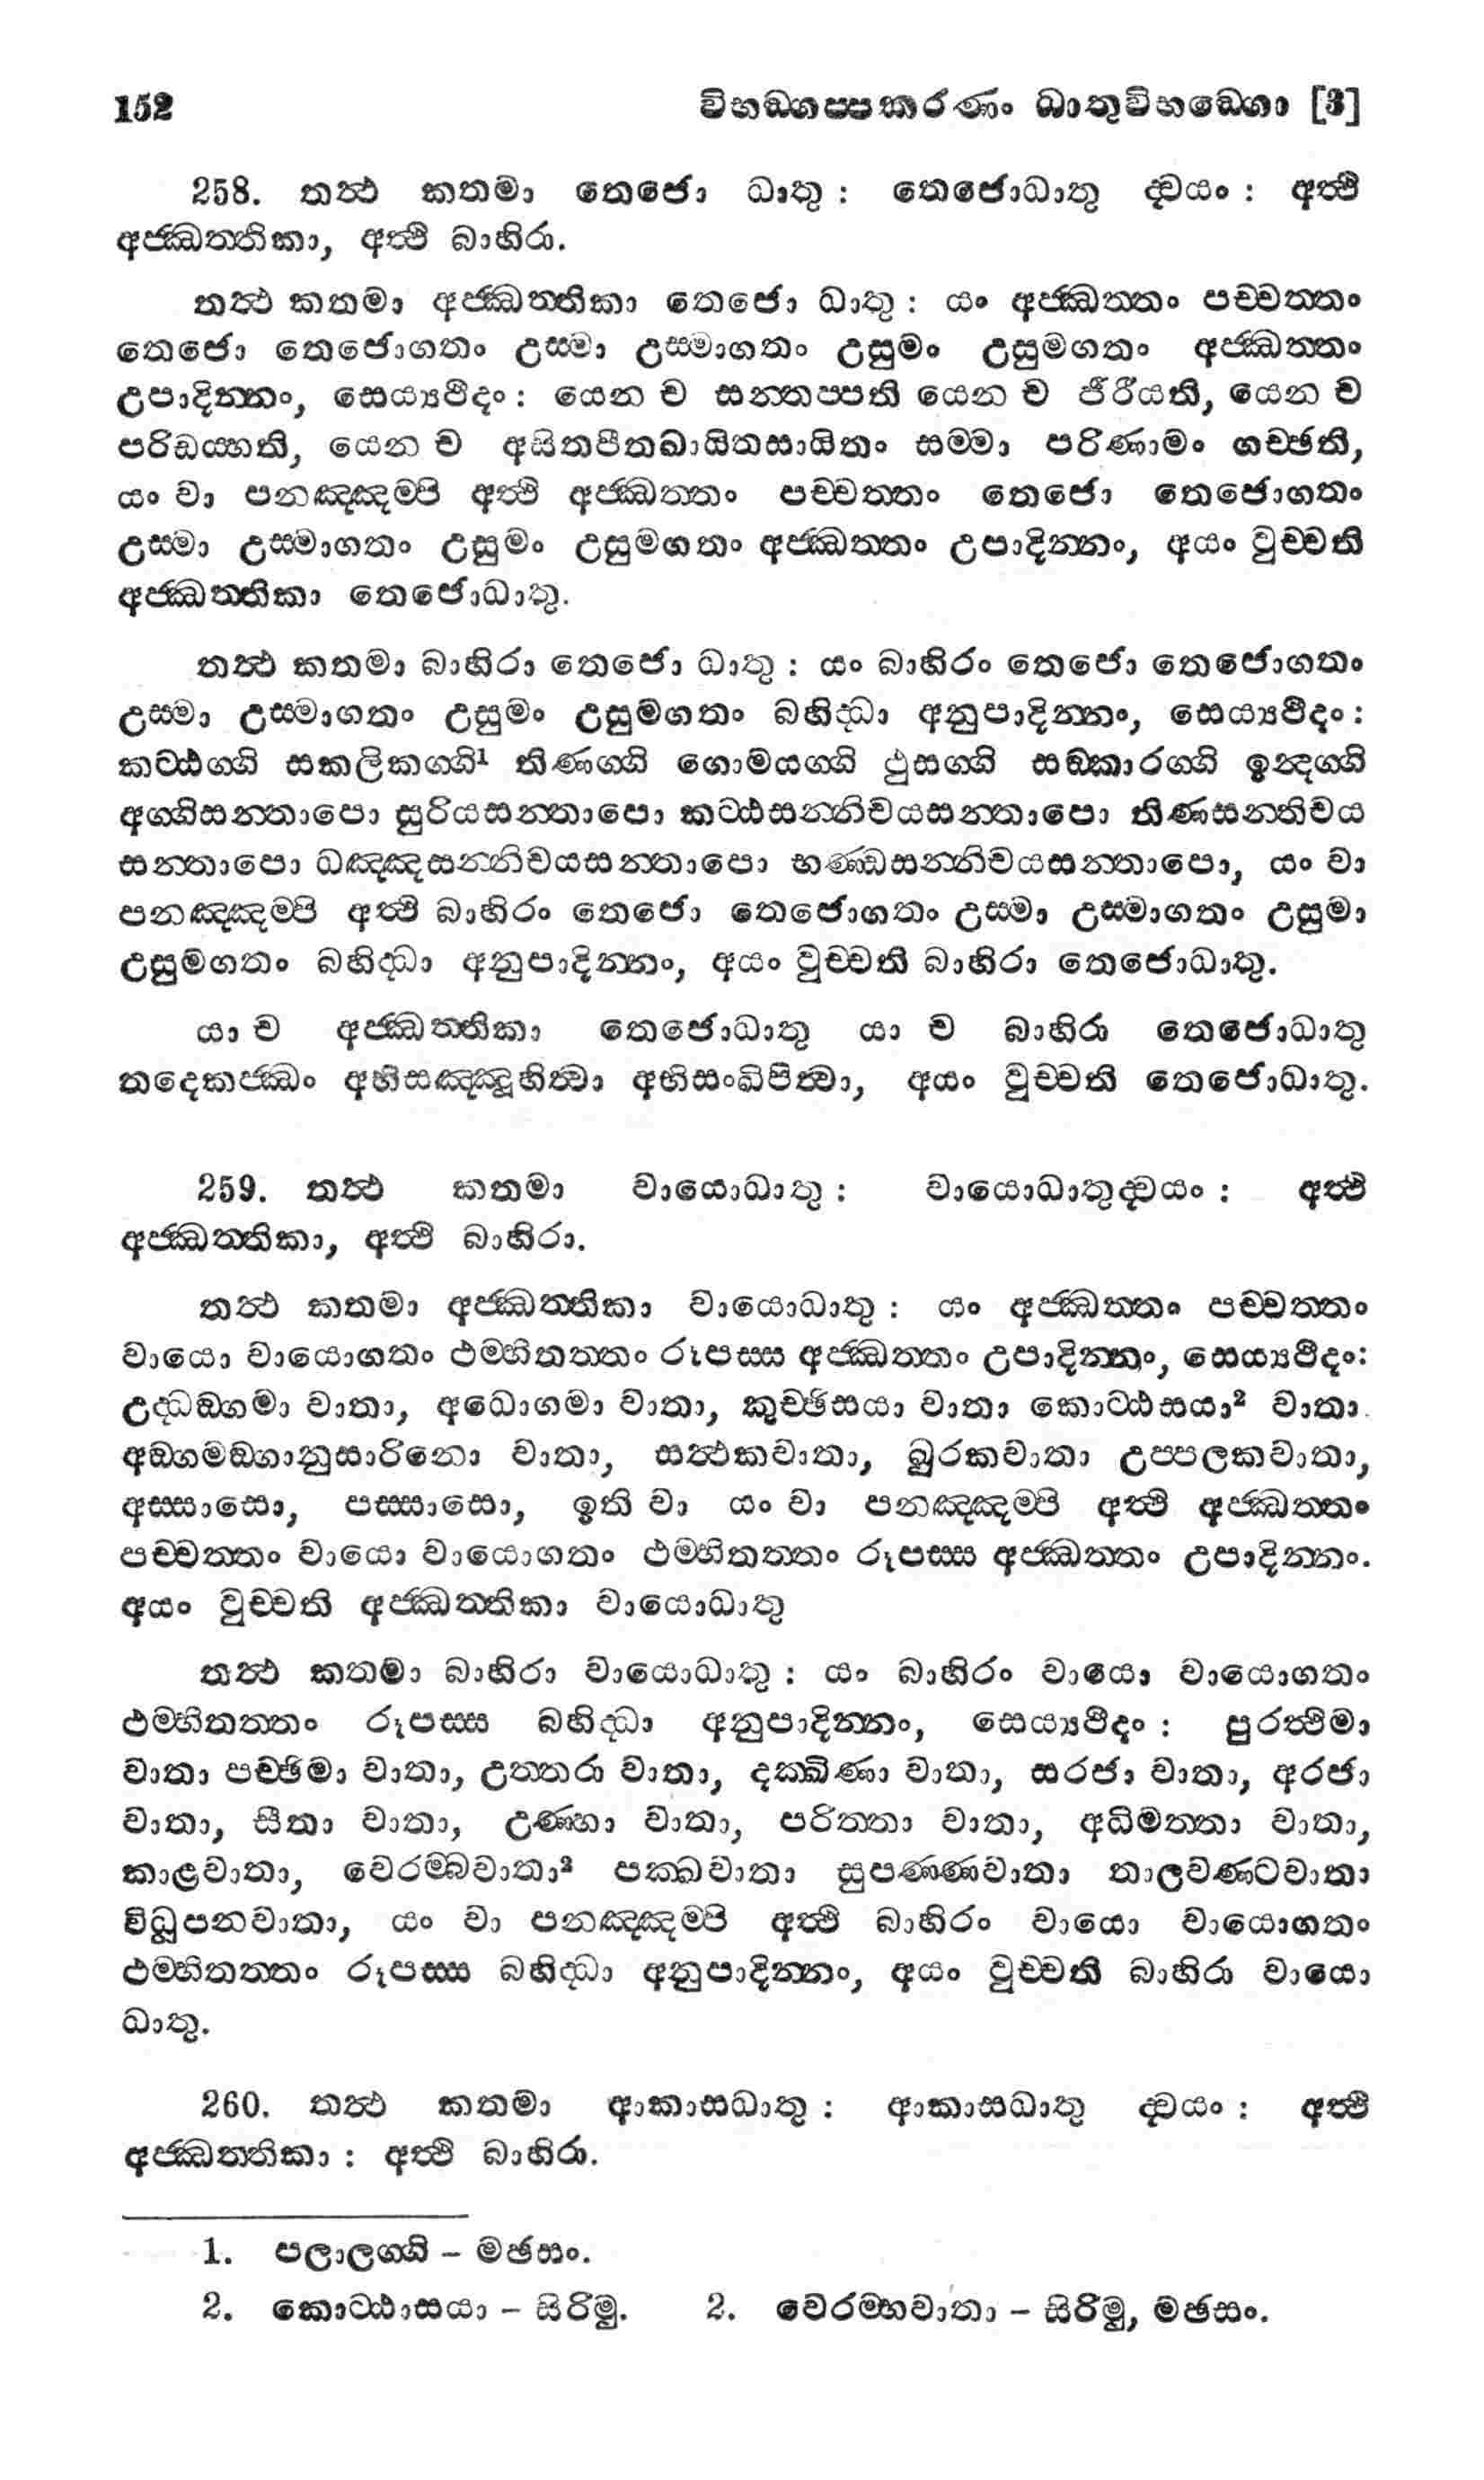 152 විභඞ්ගප්පකරණං ධාතුවිභඞ්ගො [3]
258. තත්ථ කතමා තෙජො ධාතු : තෙජොධාතු ද්වයං : අත්ථි
අජ්ඣත්තිකා, අත්ථි බාහිරා.
තත්ථ කතමා අජ්ඣත්තිකා තෙජො ධාතු : යං අජ්ඣත්තං පච්චත්තං
තෙජො තෙජොගතං උස්මා උස්මාගතං උසුමං උසුමගතං අජ්ඣත්තං
උපාදින්නං, සෙය්‍යථිදං : යෙන ච සන්තප්පති යෙන ච ජීරීයති, යෙන ච
පරිඩය්හති, යෙන ච අසිතපීතඛායිතසායිතං සම්මා පරිණාමං ගච්ඡති,
යං වා පනඤ්ඤම්පි අත්ථි අජ්ඣත්තං පච්චත්තං තෙජො තෙජොගතං
උස්මා උස්මාගතං උසුමං උසුමගතං අජ්ඣත්තං උපාදින්නං, අයං වුච්චති
අජ්ඣත්තිකා තෙජොධාතු.
තත්ථ කතමා බාහිරා තෙජො ධාතු : යං බාහිරං තෙජො තෙජොගතං
උස්මා උස්මාගතං උසුමං උසුමගතං බහිද්ධා අනුපාදින්නං, සෙය්‍යථිදං :
කට්ඨග්ගි සකලිකග්ගි¹ තිණග්ගි ගොමයග්ගි ථුසග්ගි සඞ්කාරග්ගි ඉන්දග්ගි
අග්ගිසන්තාපො සුරියසන්තාපො කට්ඨසන්නිචයසන්තාපො තිණසන්නිචය
සන්තාපො ධඤ්ඤසන්නිචයසන්තාපො භණ්ඩසන්නිචයසන්තාපො, යං වා
පනඤ්ඤම්පි අත්ථි බාහිරං තෙජො තෙජොගතං උස්මා උස්මාගතං උසුමා
උසුමගතං බහිද්ධා අනුපාදින්නං, අයං වුච්චති බාහිරා තෙජොධාතු.
යා ච අජ්ඣත්තිකා තෙජොධාතු යා ච බාහිරා තෙජොධාතු
තදෙකජ්ඣං අභිසඤ්ඤූහිත්වා අභිසංඛිපිත්වා, අයං වුච්චති තෙජොධාතු.
259. තත්ථ කතමා වායොධාතු : වායොධාතුද්වයං : අත්ථි
අජ්ඣත්තිකා, අත්ථි බාහිරා.
තත්ථ කතමා අජ්ඣත්තිකා වායොධාතු : යං අජ්ඣත්තං පච්චත්තං
වායො වායොගතං ථම්භිතත්තං රූපස්ස අජ්ඣත්තං උපාදින්නං, සෙය්‍යථිදං:
උද්ධඞ්ගමා වාතා, අධොගමා වාතා, කුච්ඡිසයා වාතා කොට්ඨසයා² වාතා
අඞ්ගමඞ්ගානුසාරිනො වාතා, සත්ථකවාතා, ඛුරකවාතා උප්පලකවාතා,
අස්සාසො, පස්සාසො, ඉති වා යං වා පනඤ්ඤම්පි අත්ථි අජ්ඣත්තං
පච්චත්තං වායො වායොගතං ථම්භිතත්තං රූපස්ස අජ්ඣත්තං උපාදින්නං.
අයං වුච්චති අජ්ඣත්තිකා වායොධාතු
තත්ථ කතමා බාහිරා වායොධාතු : යං බාහිරං වායො වායොගතං
ථම්භිතත්තං රූපස්ස බහිද්ධා අනුපාදින්නං, සෙය්‍යථිදං : පුරත්ථිමා
වාතා පච්ඡිමා වාතා, උත්තරා වාතා, දක්ඛිණා වාතා, සරජා වාතා, අරජා
වාතා, සීතා වාතා, උණ්හා වාතා, පරිත්තා වාතා, අධිමත්තා වාතා,
කාළවාතා, වෙරම්බවාතා² පක්ඛවාතා සුපණ්ණවාතා තාලවණ්ටවාතා
විධූපනවාතා, යං වා පනඤ්ඤම්පි අත්ථි බාහිරං වායො වායොගතං
ථම්භිතත්තං රූපස්ස බහිද්ධා අනුපාදින්නං, අයං වුච්චති බාහිරා වායො
ධාතු.
260. තත්ථ කතමා ආකාසධාතු : ආකාසධාතු ද්වයං : අත්ථි
අජ්ඣත්තිකා : අත්ථි බාහිරා.
1. පලාලග්ගි – මඡසං.
2. කොට්ඨාසයා – සිරිමු. 2. වෙරම්භවාතා – සිරිමු, මඡසං.